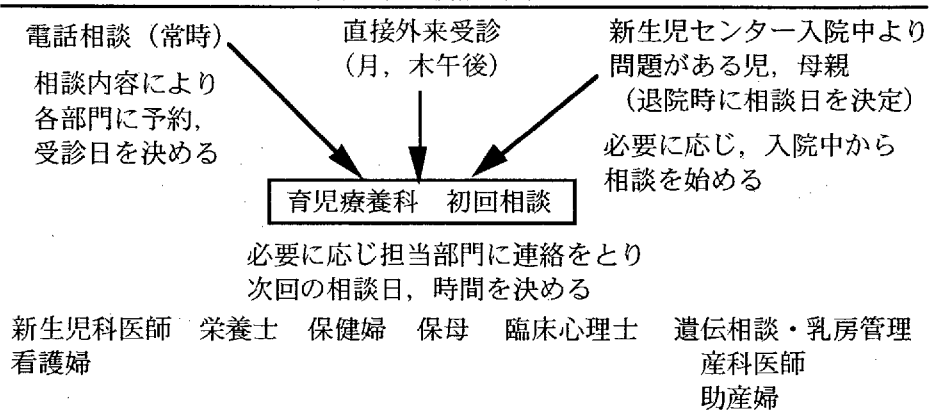 電話相談（常時）
相談内容により
各部門に予約，
受診日を決める
直接外来受診
（月，木午後）
新生児センター入院中より
問題がある児，母親
（退院時に相談日を決定）
必要に応じ，入院中から
相談を始める
育児療養科　初回相談
必要に応じ担当部門に連絡をとり
次回の相談日，時間を決める
新生児科医師　栄養士　保健婦　保母　臨床心理士　遺伝相談・乳房管理
看護婦　産科医師
助産婦